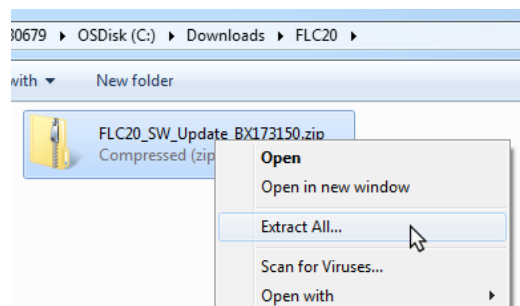 30679 ▸ OSDisk (C:) ▸ Downloads ▸ FLC20 ▸
with ▾ New folder
FLC20_SW_Update_BX173150.zip
Compressed (zip
Open
Open in new window
Extract All...
Scan for Viruses...
Open with